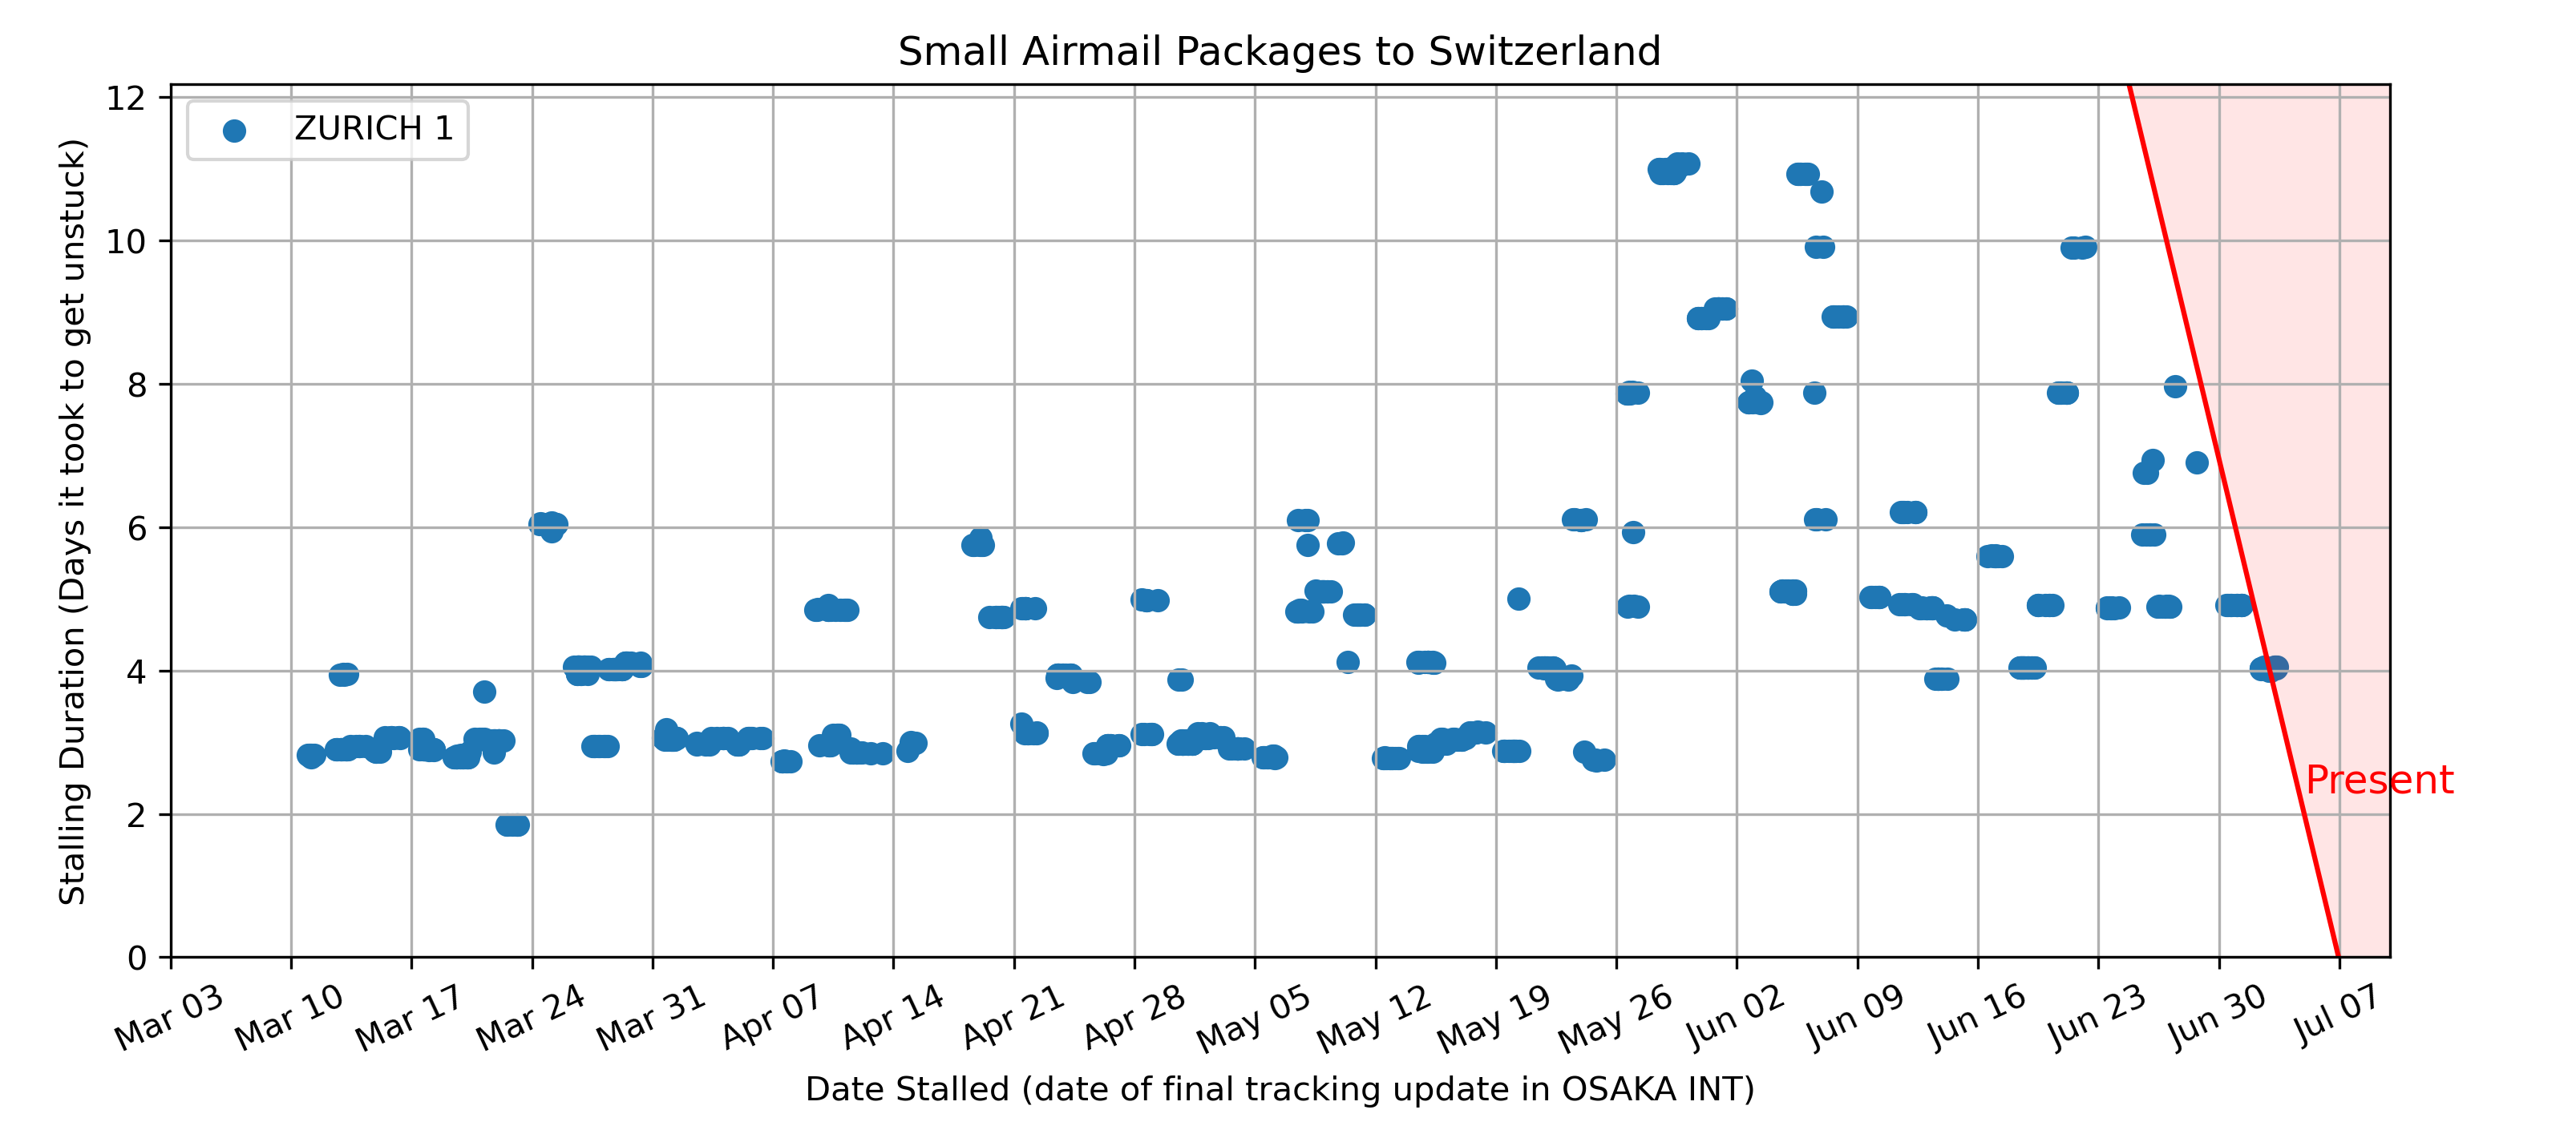 Small Airmail Packages to Switzerland
ZURICH 1
Stalling Duration (Days it took to get unstuck)
12
10
8
6
4
2
0
Present
Mar 03
Mar 10
Mar 17
Mar 24
Mar 31
Apr 07
Apr 14
Apr 21
Apr 28
May 05
May 12
May 19
May 26
Jun 02
Jun 09
Jun 16
Jun 23
Jun 30
Jul 07
Date Stalled (date of final tracking update in OSAKA INT)